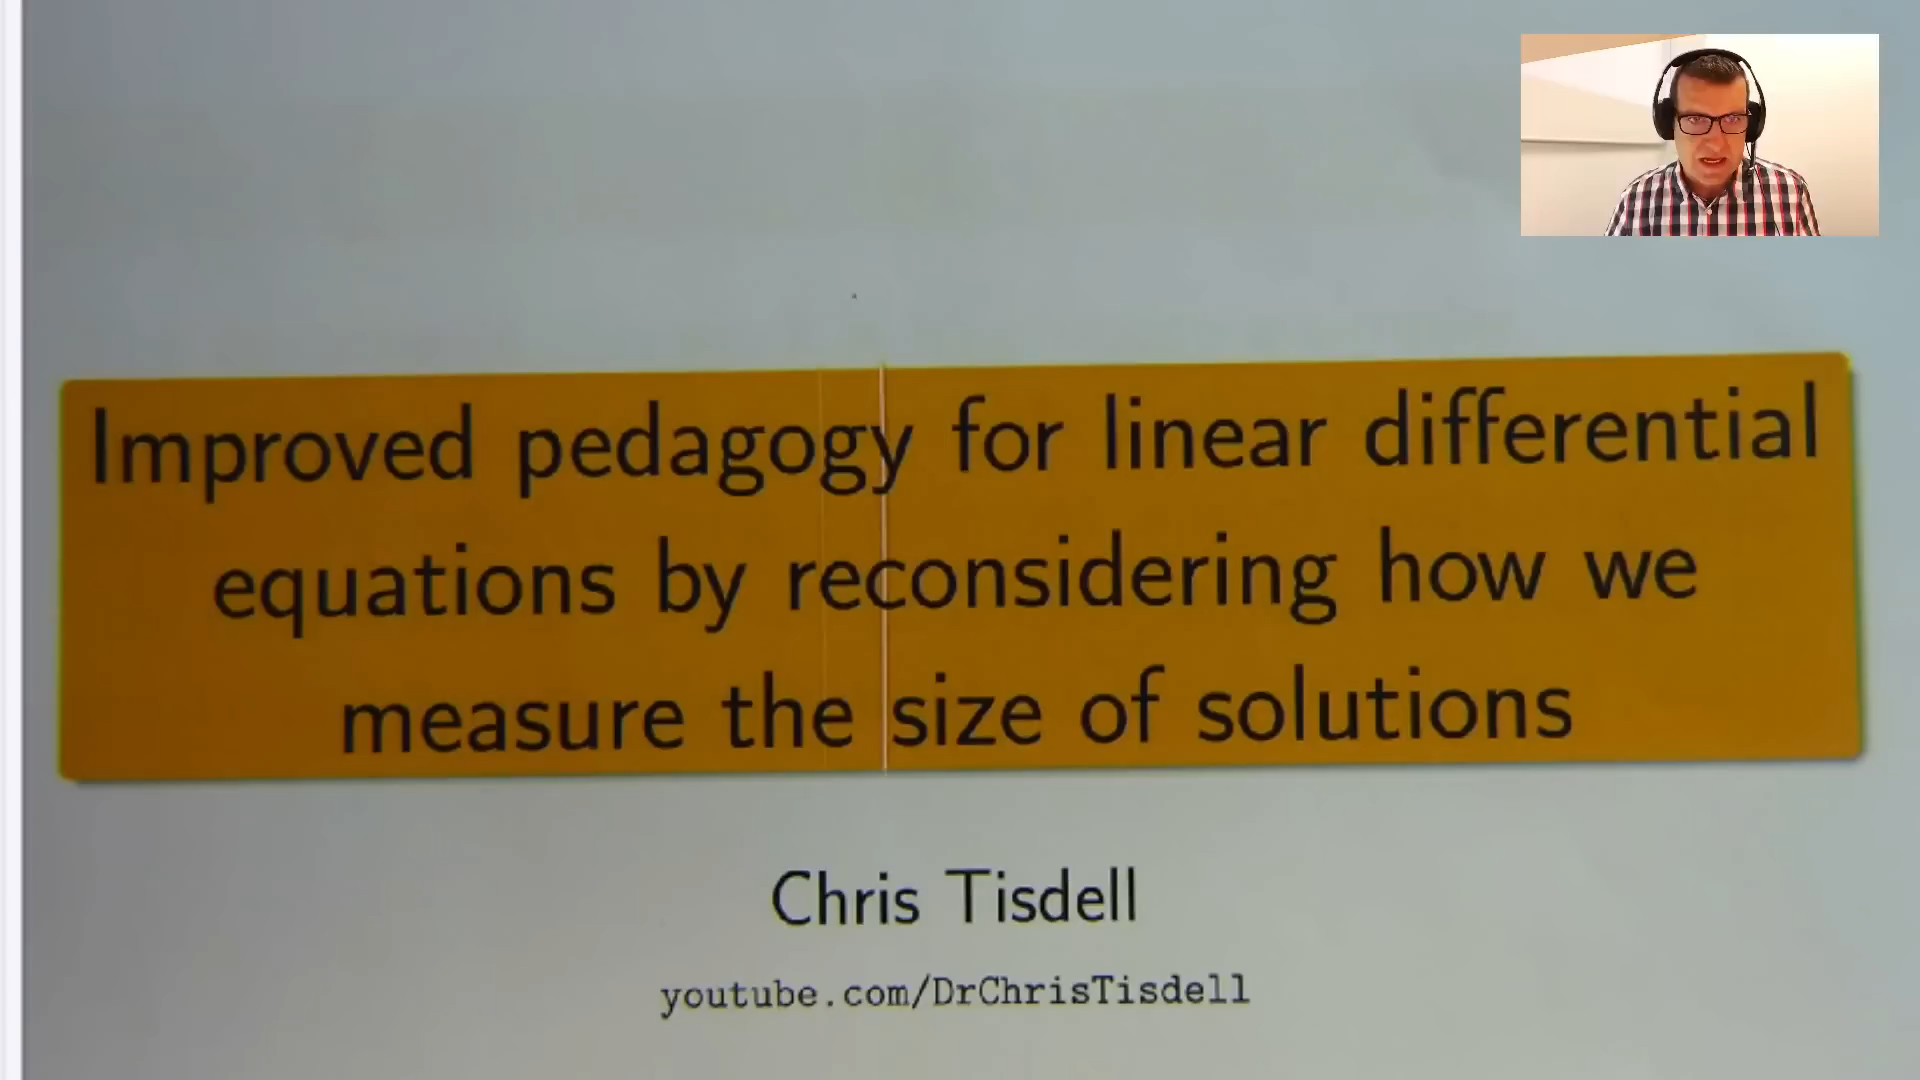 Improved pedagogy for linear differential
equations by reconsidering how we
measure the size of solutions
Chris Tisdell
youtube.com/DrChrisTisdell